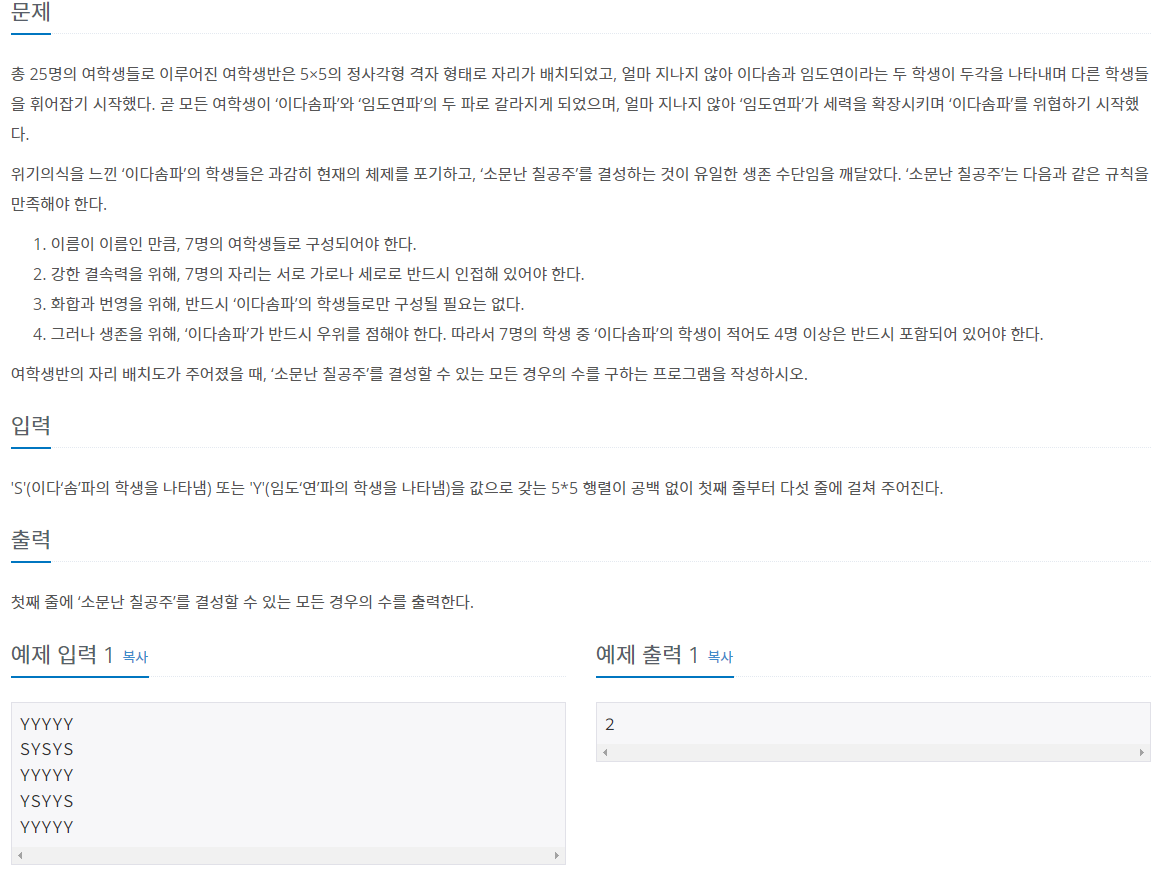 문제
총 25명의 여학생들로 이루어진 여학생반은 5×5의 정사각형 격자 형태로 자리가 배치되었고, 얼마 지나지 않아 이다솜과 임도연이라는 두 학생이 두각을 나타내며 다른 학생들
을 휘어잡기 시작했다. 곧 모든 여학생이 ‘이다솜파’와 ‘임도연파’의 두 파로 갈라지게 되었으며, 얼마 지나지 않아 ‘임도연파’가 세력을 확장시키며 ‘이다솜파’를 위협하기 시작했
다.
위기의식을 느낀 ‘이다솜파’의 학생들은 과감히 현재의 체제를 포기하고, ‘소문난 칠공주’를 결성하는 것이 유일한 생존 수단임을 깨달았다. ‘소문난 칠공주’는 다음과 같은 규칙을
만족해야 한다.
1. 이름이 이름인 만큼, 7명의 여학생들로 구성되어야 한다.
2. 강한 결속력을 위해, 7명의 자리는 서로 가로나 세로로 반드시 인접해 있어야 한다.
3. 화합과 번영을 위해, 반드시 ‘이다솜파’의 학생들로만 구성될 필요는 없다.
4. 그러나 생존을 위해, ‘이다솜파’가 반드시 우위를 점해야 한다. 따라서 7명의 학생 중 ‘이다솜파’의 학생이 적어도 4명 이상은 반드시 포함되어 있어야 한다.
여학생반의 자리 배치도가 주어졌을 때, ‘소문난 칠공주’를 결성할 수 있는 모든 경우의 수를 구하는 프로그램을 작성하시오.
입력
'S'(이다‘솜’파의 학생을 나타냄) 또는 'Y'(임도‘연’파의 학생을 나타냄)을 값으로 갖는 5*5 행렬이 공백 없이 첫째 줄부터 다섯 줄에 걸쳐 주어진다.
출력
첫째 줄에 ‘소문난 칠공주’를 결성할 수 있는 모든 경우의 수를 출력한다.
예제 입력 1 복사
YYYYY
SYSYS
YYYYY
YSYYS
YYYYY
예제 출력 1 복사
2